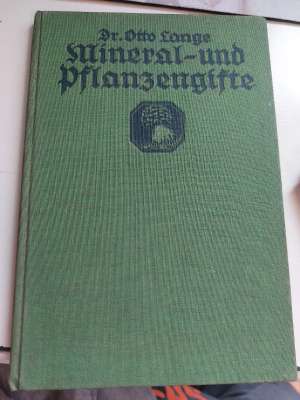 Dr. Otto Lange
Mineral- und
Pflanzengifte